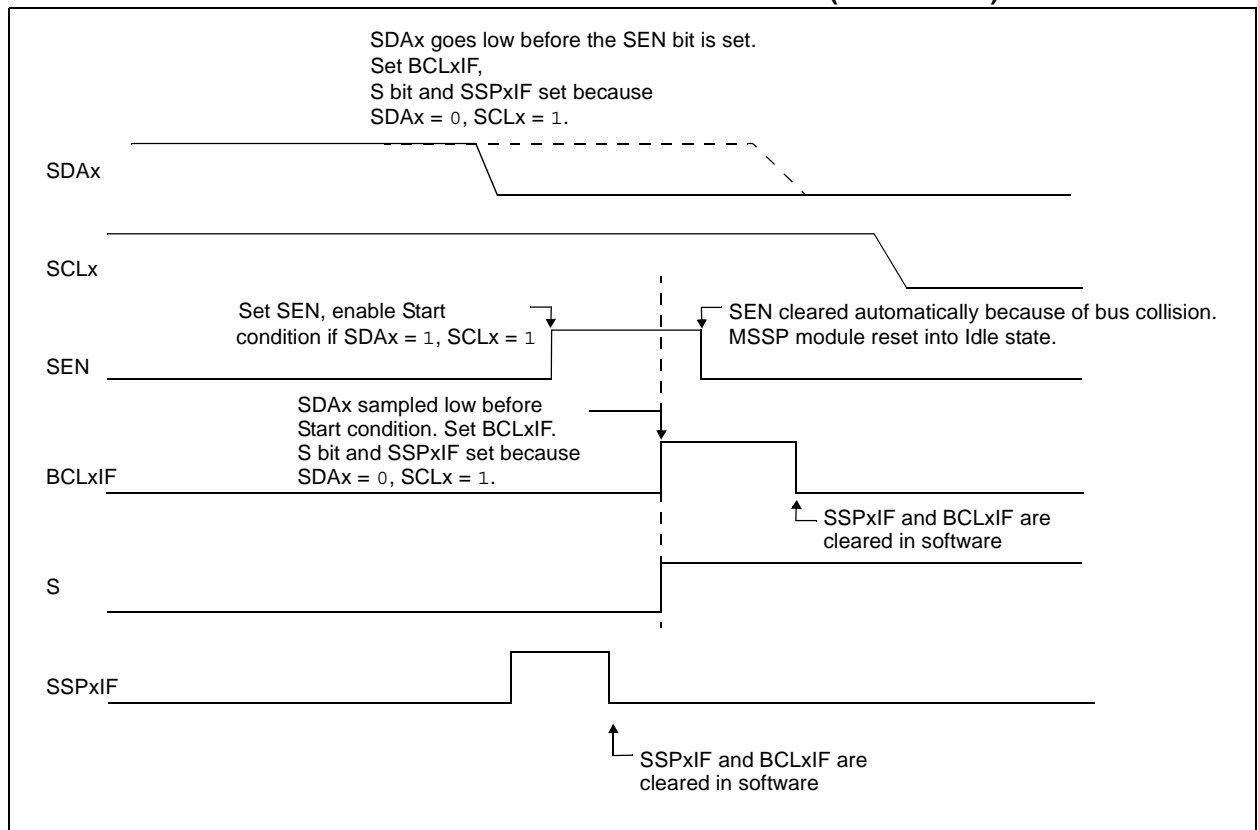 SDAx goes low before the SEN bit is set.
Set BCLxIF,
S bit and SSPxIF set because
SDAx = 0, SCLx = 1.
SDAx
SCLx
Set SEN, enable Start
condition if SDAx = 1, SCLx = 1
SEN cleared automatically because of bus collision.
MSSP module reset into Idle state.
SEN
SDAx sampled low before
Start condition. Set BCLxIF.
S bit and SSPxIF set because
SDAx = 0, SCLx = 1.
BCLxIF
SSPxIF and BCLxIF are
cleared in software
S
SSPxIF
SSPxIF and BCLxIF are
cleared in software